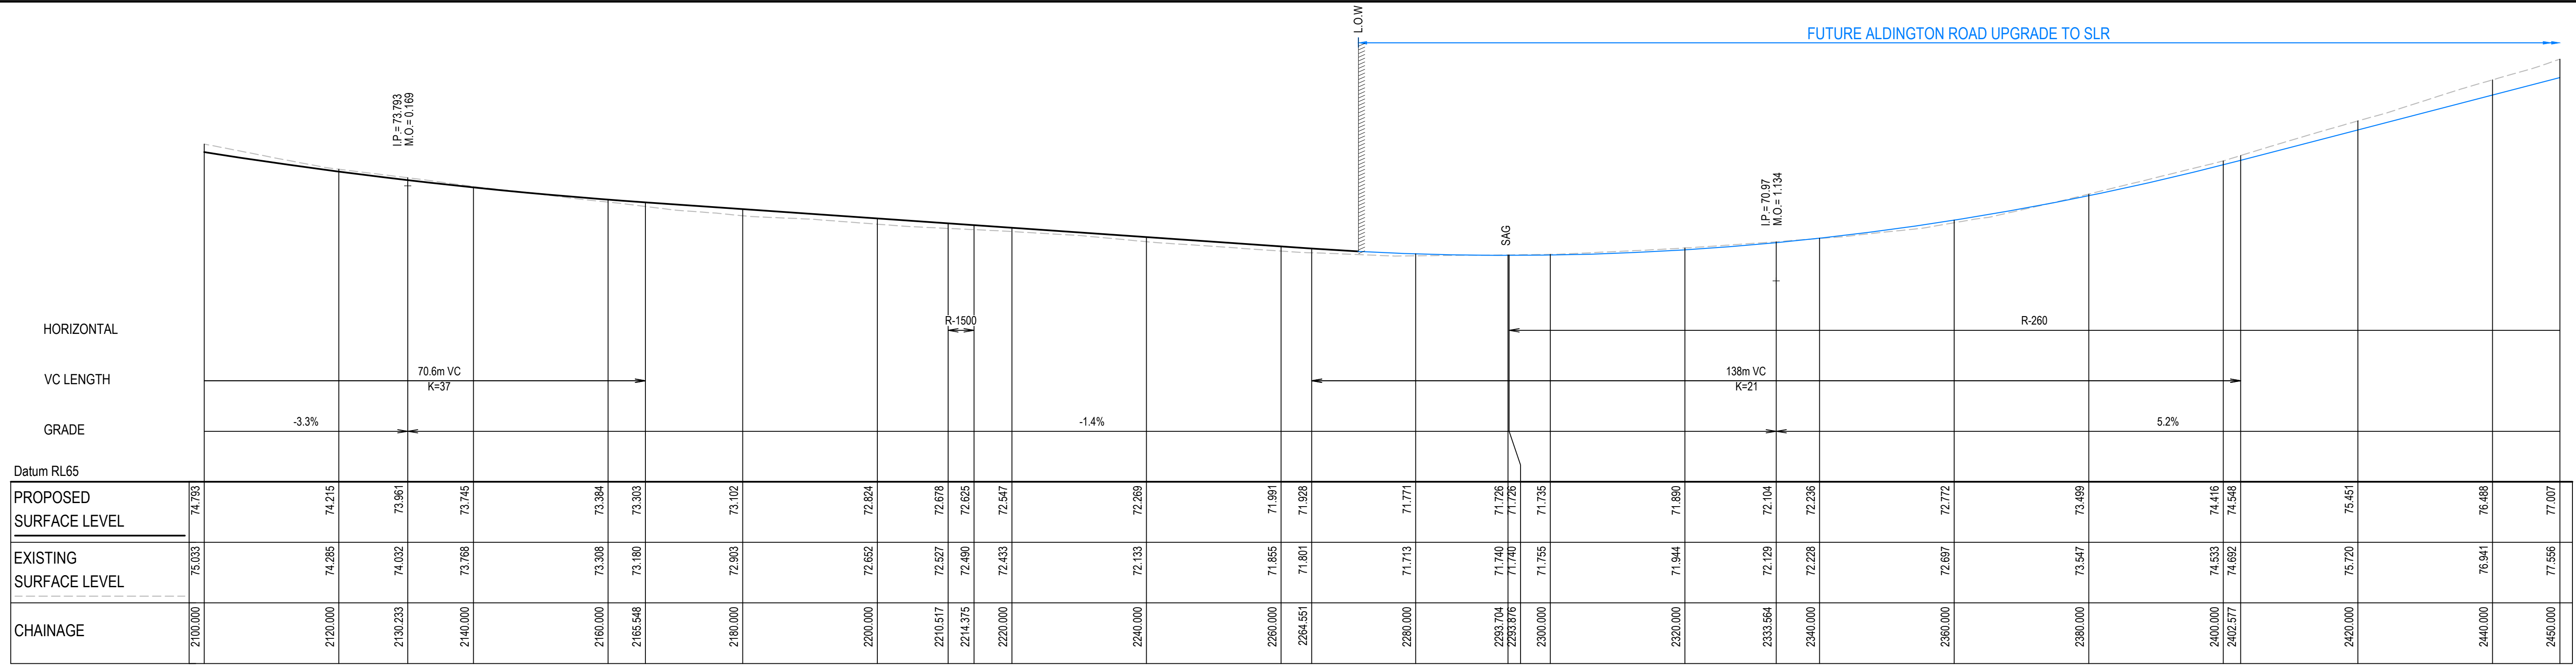 L.O.W
FUTURE ALDINGTON ROAD UPGRADE TO SLR
I.P.= 73.793
M.O.= 0.169
I.P.= 70.97
M.O.= 1.134
SAG
HORIZONTAL
R-1500
R-260
VC LENGTH
70.6m VC
K=37
138m VC
K=21
GRADE
-3.3%
-1.4%
5.2%
Datum RL65
PROPOSED
SURFACE LEVEL
74.793 74.215 73.961 73.745 73.384 73.303 73.102 72.824 72.678 72.625 72.547 72.269 71.991 71.928 71.771 71.726 71.726 71.735 71.890 72.104 72.236 72.772 73.499 74.416 74.548 75.451 76.488 77.007
EXISTING
SURFACE LEVEL
75.033 74.285 74.032 73.768 73.308 73.180 72.903 72.652 72.527 72.490 72.433 72.133 71.855 71.801 71.713 71.740 71.740 71.755 71.944 72.129 72.228 72.697 73.547 74.533 74.692 75.720 76.941 77.556
CHAINAGE
2100.000 2120.000 2130.233 2140.000 2160.000 2165.548 2180.000 2200.000 2210.517 2214.375 2220.000 2240.000 2260.000 2264.551 2280.000 2293.704 2293.876 2300.000 2320.000 2333.564 2340.000 2360.000 2380.000 2400.000 2402.577 2420.000 2440.000 2450.000